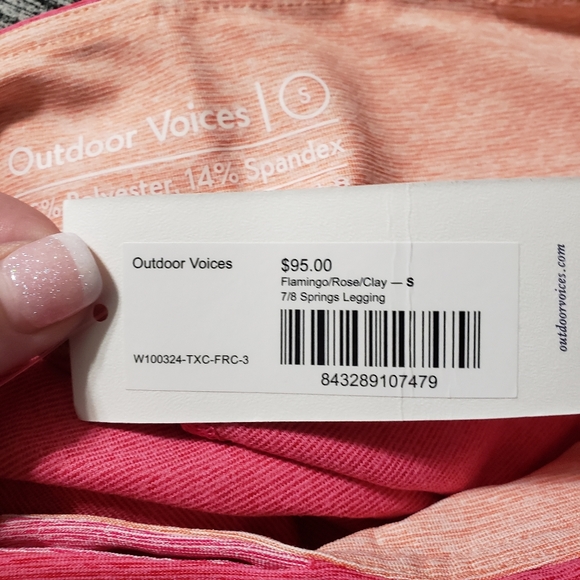 Outdoor Voices | S
% Polyester, 14% Spandex
Outdoor Voices
$95.00
Flamingo/Rose/Clay — S
7/8 Springs Legging
W100324-TXC-FRC-3
843289107479
outdoorvoices.com